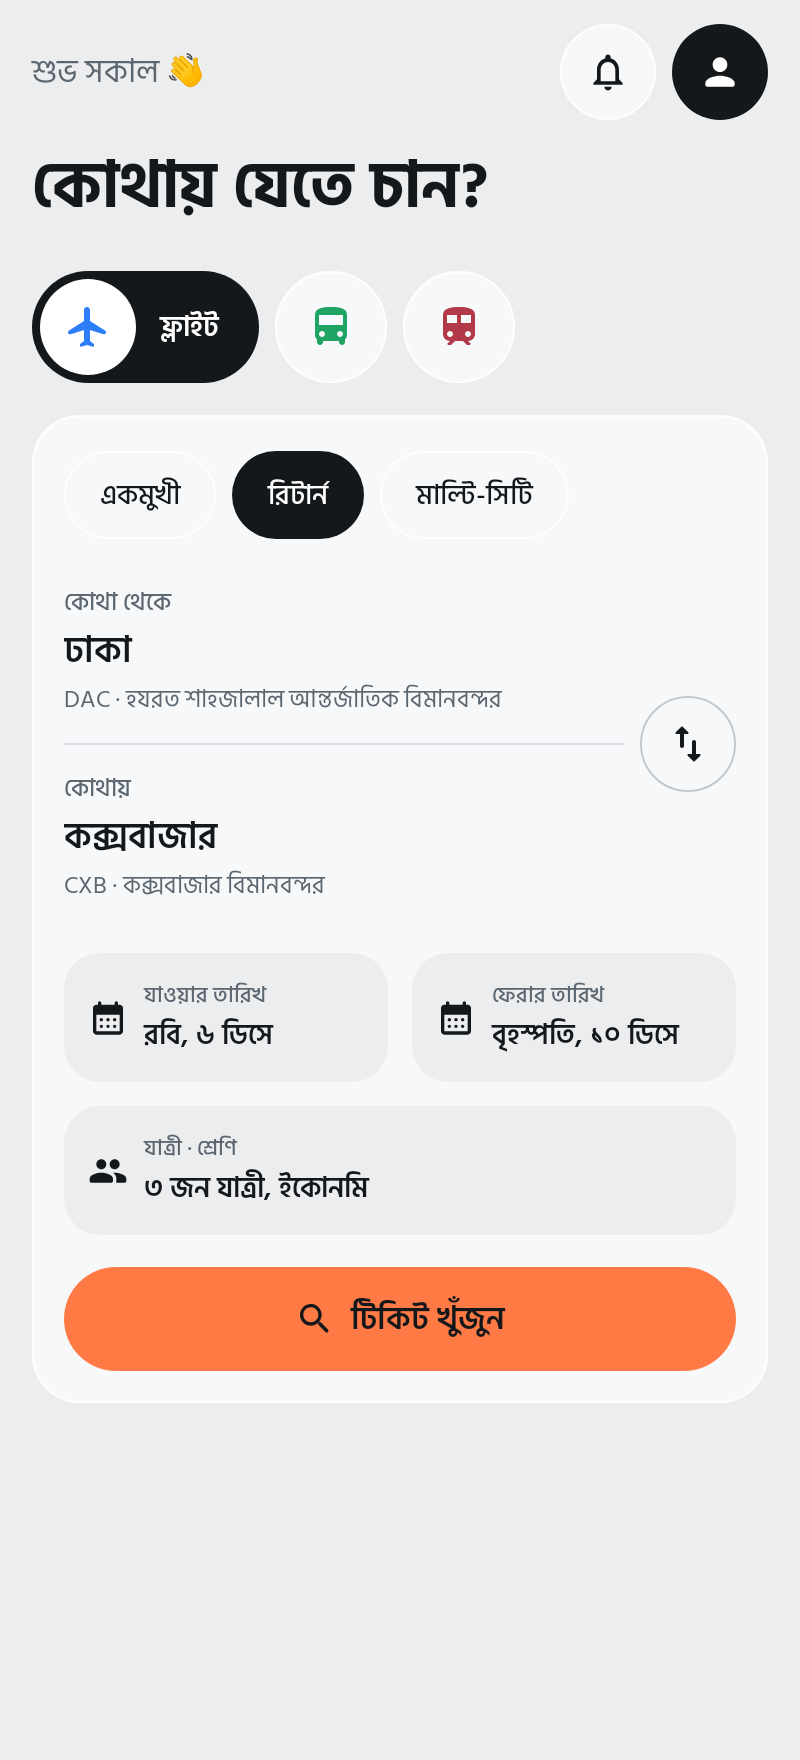 শুভ সকাল 👋
কোথায় যেতে চান?
ফ্লাইট
একমুখী
রিটার্ন
মাল্টি-সিটি
কোথা থেকে
ঢাকা
DAC · হযরত শাহজালাল আন্তর্জাতিক বিমানবন্দর
কোথায়
কক্সবাজার
CXB · কক্সবাজার বিমানবন্দর
যাওয়ার তারিখ
রবি, ৬ ডিসে
ফেরার তারিখ
বৃহস্পতি, ১০ ডিসে
যাত্রী · শ্রেণি
৩ জন যাত্রী, ইকোনমি
টিকিট খুঁজুন